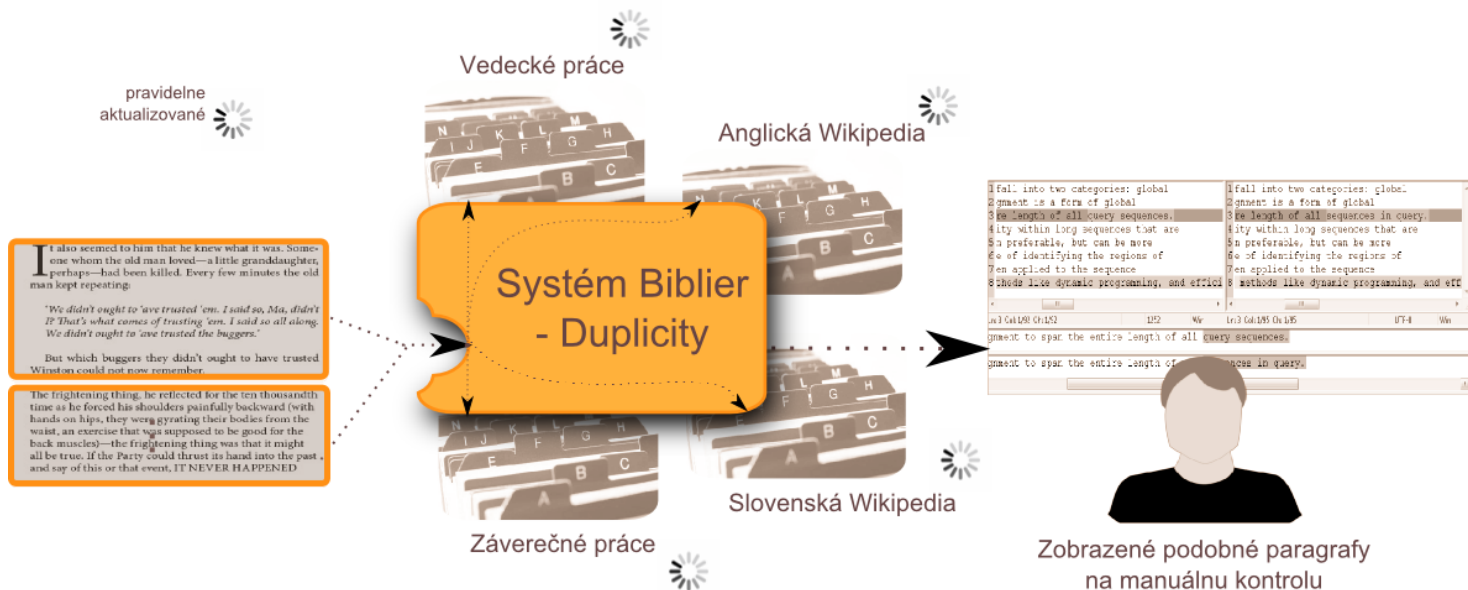 pravidelne
aktualizované
Vedecké práce
Anglická Wikipedia
N K L M
I J F G H
E B C
A
It also seemed to him that he knew what it was. Some-
one whom the old man loved—a little granddaughter,
perhaps—had been killed. Every few minutes the old
man kept repeating:
'We didn't ought to 'ave trusted 'em. I said so, Ma, didn't
I? That's what comes of trusting 'em. I said so all along.
We didn't ought to 'ave trusted the buggers.'
But which buggers they didn't ought to have trusted
Winston could not now remember.
The frightening thing, he reflected for the ten thousandth
time as he forced his shoulders painfully backward (with
hands on hips, they were gyrating their bodies from the
waist, an exercise that was supposed to be good for the
back muscles)—the frightening thing was that it might
all be true. If the Party could thrust its hand into the past
and say of this or that event, IT NEVER HAPPENED
Systém Biblier
- Duplicity
Slovenská Wikipedia
Záverečné práce
1 fall into two categories: global
2 gnment is a form of global
3 re length of all query sequences.
4 ity within long sequences that are
5 n preferable, but can be more
6 e of identifying the regions of
7 en applied to the sequence
8 thods like dynamic programming, and effici
1 fall into two categories: global
2 gnment is a form of global
3 re length of all sequences in query.
4 ity within long sequences that are
5 n preferable, but can be more
6 e of identifying the regions of
7 en applied to the sequence
8 methods like dynamic programming, and eff
1252 Win
UTF-8 Win
gnment to span the entire length of all query sequences.
gnment to span the entire length of
ences in query.
Zobrazené podobné paragrafy
na manuálnu kontrolu